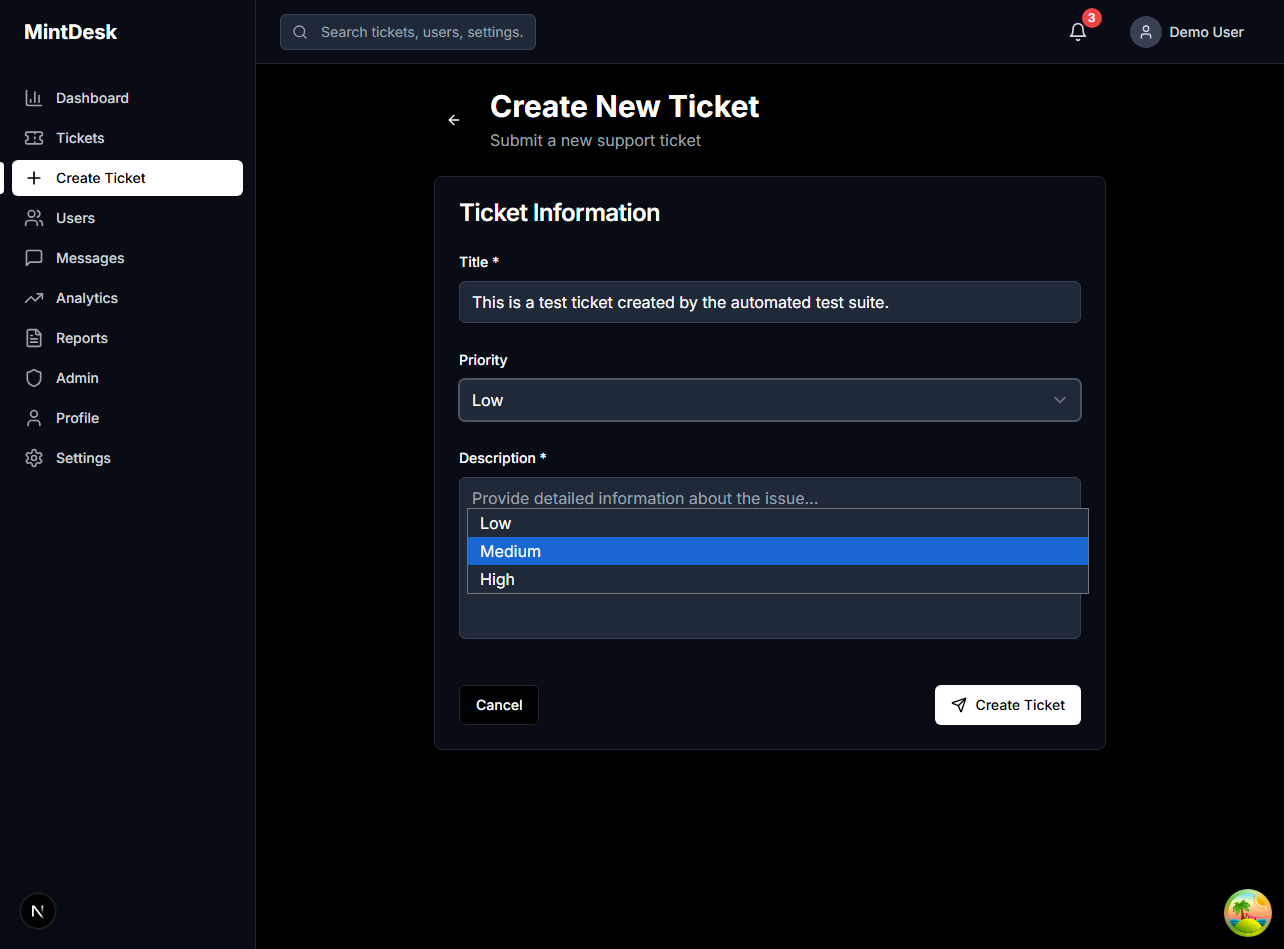 MintDesk
Search tickets, users, settings.
3
Demo User
Dashboard
Tickets
Create Ticket
Users
Messages
Analytics
Reports
Admin
Profile
Settings
Create New Ticket
Submit a new support ticket
Ticket Information
Title *
This is a test ticket created by the automated test suite.
Priority
Low
Description *
Provide detailed information about the issue...
Low
Medium
High
Cancel
Create Ticket
N